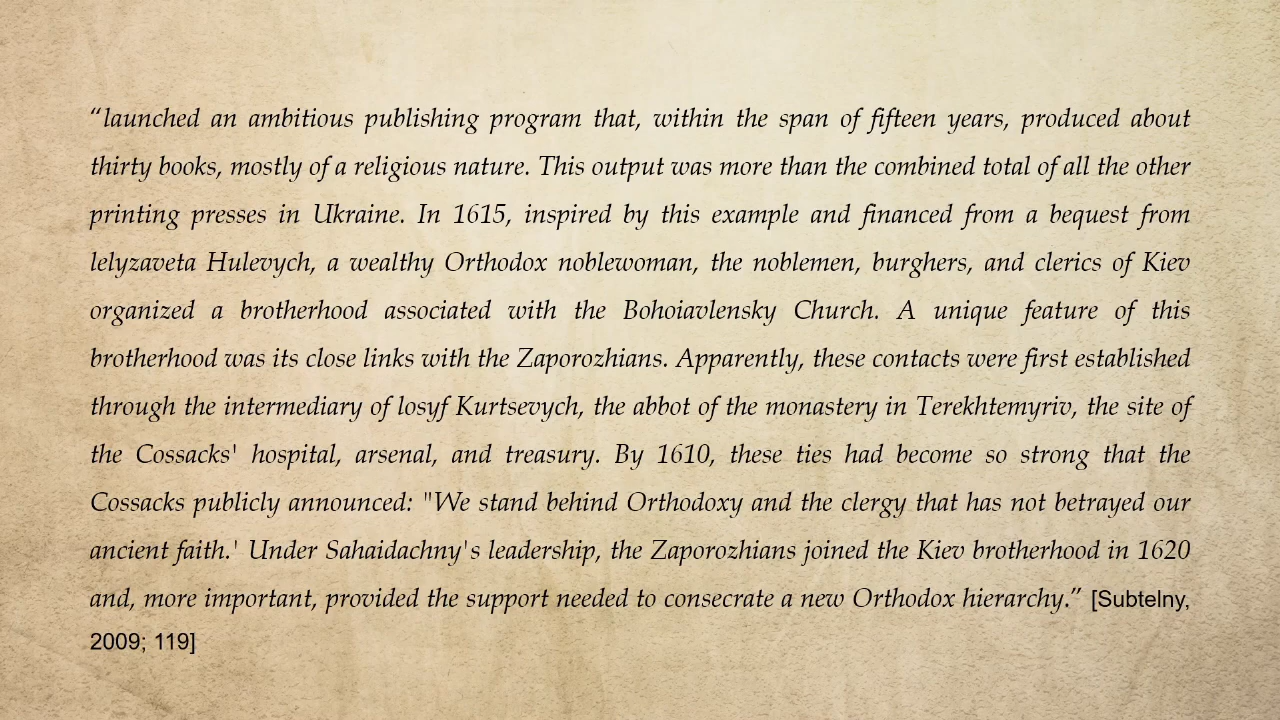 “launched an ambitious publishing program that, within the span of fifteen years, produced about
thirty books, mostly of a religious nature. This output was more than the combined total of all the other
printing presses in Ukraine. In 1615, inspired by this example and financed from a bequest from
lelyzaveta Hulevych, a wealthy Orthodox noblewoman, the noblemen, burghers, and clerics of Kiev
organized a brotherhood associated with the Bohoiavlensky Church. A unique feature of this
brotherhood was its close links with the Zaporozhians. Apparently, these contacts were first established
through the intermediary of losyf Kurtsevych, the abbot of the monastery in Terekhtemyriv, the site of
the Cossacks' hospital, arsenal, and treasury. By 1610, these ties had become so strong that the
Cossacks publicly announced: "We stand behind Orthodoxy and the clergy that has not betrayed our
ancient faith.' Under Sahaidachny's leadership, the Zaporozhians joined the Kiev brotherhood in 1620
and, more important, provided the support needed to consecrate a new Orthodox hierarchy.” [Subtelny,
2009; 119]